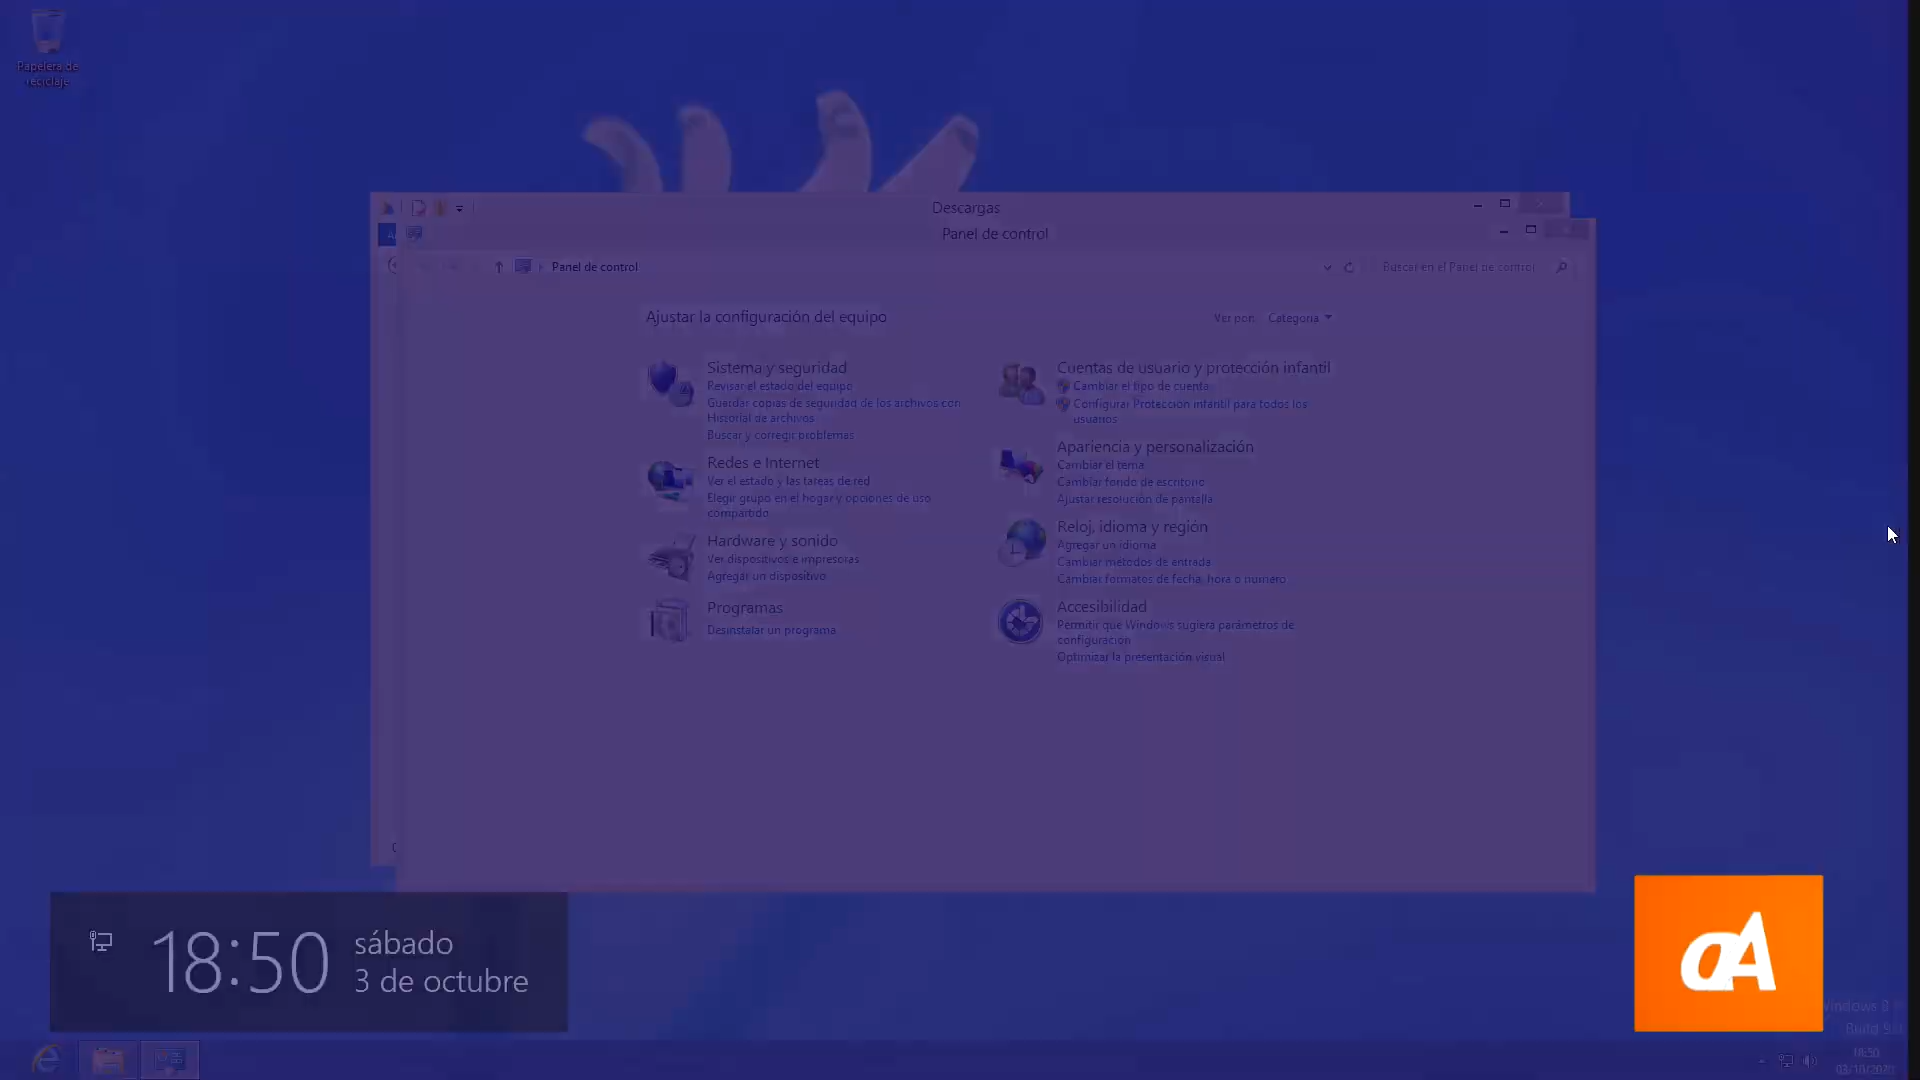 Papelera de
reciclaje
Descargas
Panel de control
Panel de control
Buscar en el Panel de control
Ajustar la configuración del equipo
Ver por:
Categoría
Sistema y seguridad
Revisar el estado del equipo
Guardar copias de seguridad de los archivos con
Historial de archivos
Buscar y corregir problemas
Redes e Internet
Ver el estado y las tareas de red
Elegir grupo en el hogar y opciones de uso
compartido
Hardware y sonido
Ver dispositivos e impresoras
Agregar un dispositivo
Programas
Desinstalar un programa
Cuentas de usuario y protección infantil
Cambiar el tipo de cuenta
Configurar Protección infantil para todos los
usuarios
Apariencia y personalización
Cambiar el tema
Cambiar fondo de escritorio
Ajustar resolución de pantalla
Reloj, idioma y región
Agregar un idioma
Cambiar métodos de entrada
Cambiar formatos de fecha, hora o número
Accesibilidad
Permitir que Windows sugiera parámetros de
configuración
Optimizar la presentación visual
18:50
sábado
3 de octubre
aA
Windows 8
Build
18:50